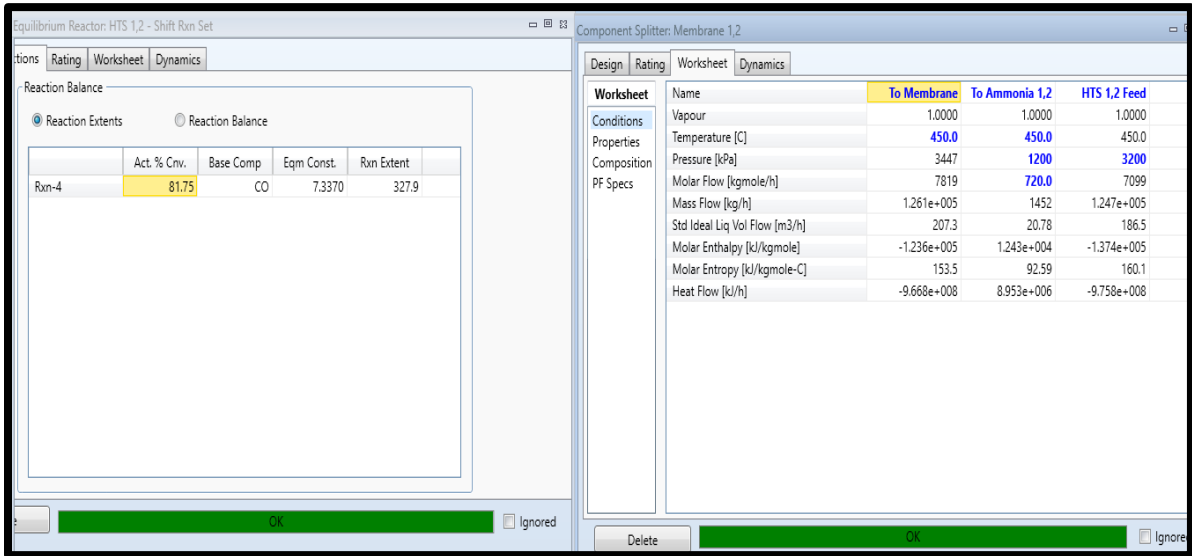 Equilibrium Reactor: HTS 1,2 - Shift Rxn Set
Rating Worksheet Dynamics
Reaction Balance
Reaction Extents Reaction Balance
Act. % Cnv. Base Comp Eqm Const. Rxn Extent
Rxn-4 81.75 CO 7.3370 327.9
OK Ignored
Component Splitter: Membrane 1,2
Design Rating Worksheet Dynamics
Worksheet
Conditions
Properties
Composition
PF Specs
Name To Membrane To Ammonia 1,2 HTS 1,2 Feed
Vapour 1.0000 1.0000 1.0000
Temperature [C] 450.0 450.0 450.0
Pressure [kPa] 3447 1200 3200
Molar Flow [kgmole/h] 7819 720.0 7099
Mass Flow [kg/h] 1.261e+005 1452 1.247e+005
Std Ideal Liq Vol Flow [m3/h] 207.3 20.78 186.5
Molar Enthalpy [kJ/kgmole] -1.236e+005 1.243e+004 -1.374e+005
Molar Entropy [kJ/kgmole-C] 153.5 92.59 160.1
Heat Flow [kJ/h] -9.668e+008 8.953e+006 -9.758e+008
Delete OK Ignored